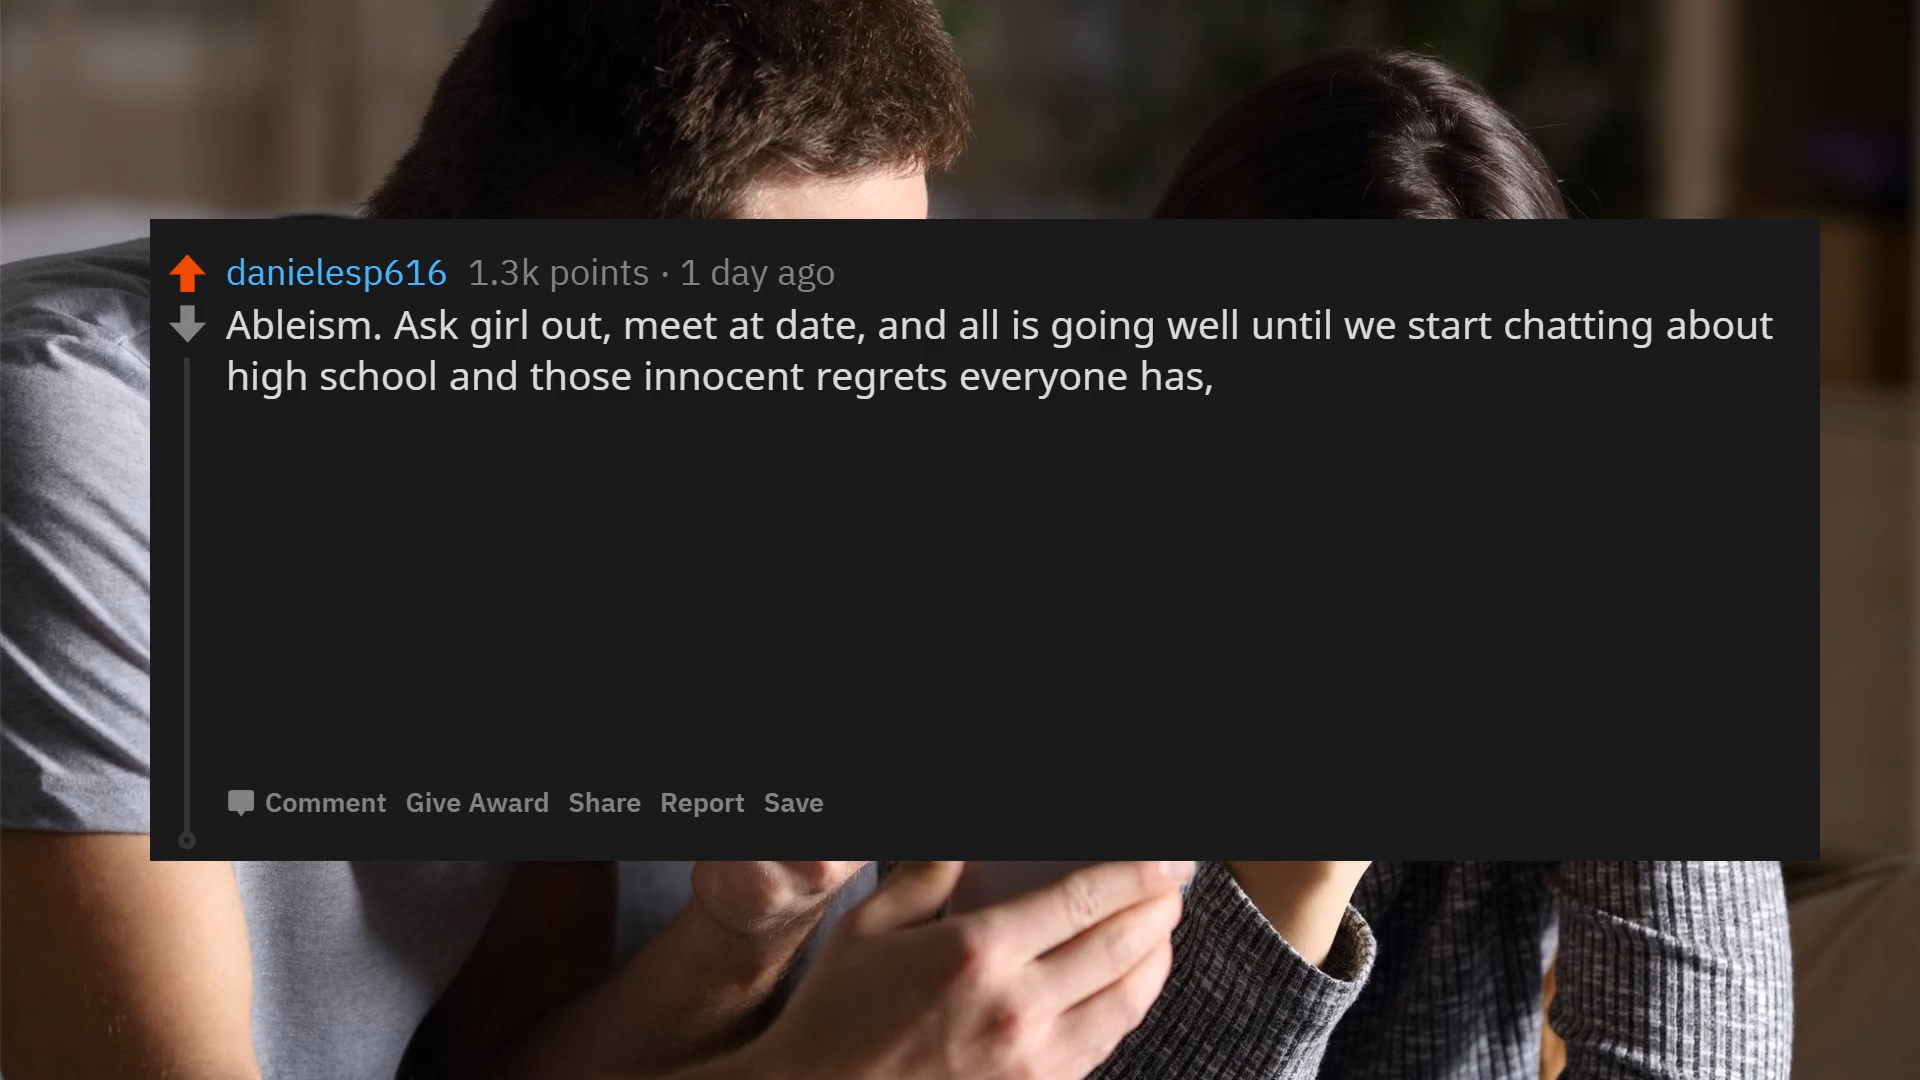 danielesp616 1.3k points · 1 day ago
Ableism. Ask girl out, meet at date, and all is going well until we start chatting about
high school and those innocent regrets everyone has,
Comment Give Award Share Report Save